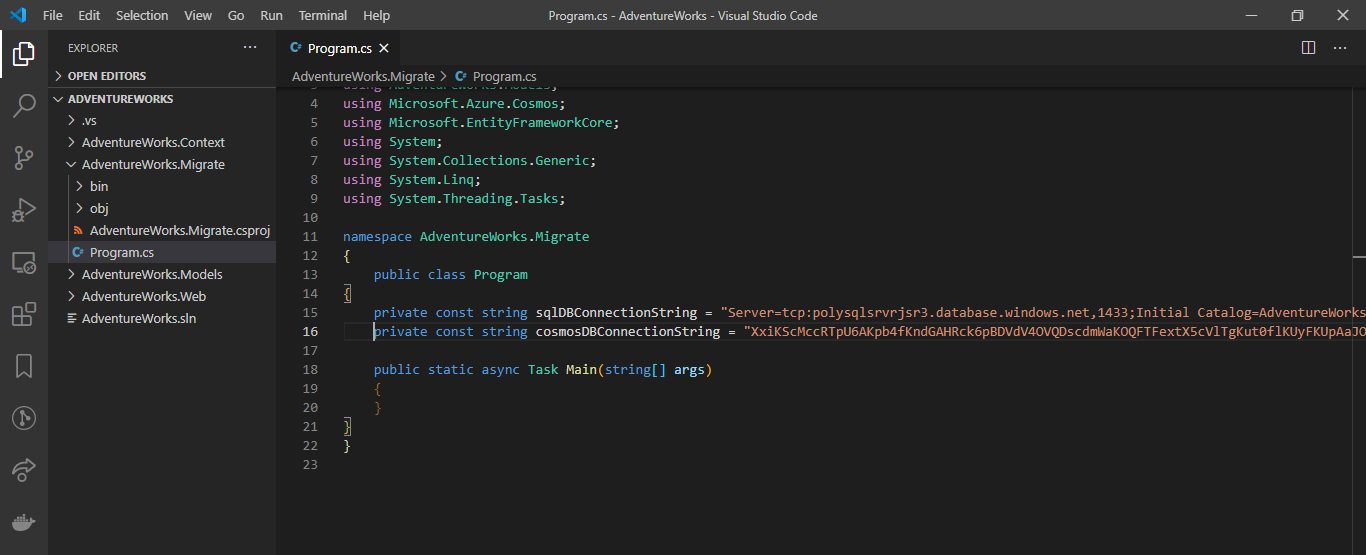 File Edit Selection View Go Run Terminal Help Program.cs - AdventureWorks - Visual Studio Code
EXPLORER
OPEN EDITORS
ADVENTUREWORKS
.vs
AdventureWorks.Context
AdventureWorks.Migrate
bin
obj
AdventureWorks.Migrate.csproj
Program.cs
AdventureWorks.Models
AdventureWorks.Web
AdventureWorks.sln
Program.cs
AdventureWorks.Migrate > Program.cs
3 using AdventureWorks.Models;
4 using Microsoft.Azure.Cosmos;
5 using Microsoft.EntityFrameworkCore;
6 using System;
7 using System.Collections.Generic;
8 using System.Linq;
9 using System.Threading.Tasks;
10
11 namespace AdventureWorks.Migrate
12 {
13 public class Program
14 {
15 private const string sqlDBConnectionString = "Server=tcp:polysqlsrvrjsr3.database.windows.net,1433;Initial Catalog=AdventureWorks
16 private const string cosmosDBConnectionString = "XxiKScMccRTpU6AKpb4fKndGAHRck6pBDVdV4OVQDscdmWaKOQFTFextX5cVlTgKut0flKUyFKUpAaJO
17
18 public static async Task Main(string[] args)
19 {
20 }
21 }
22 }
23